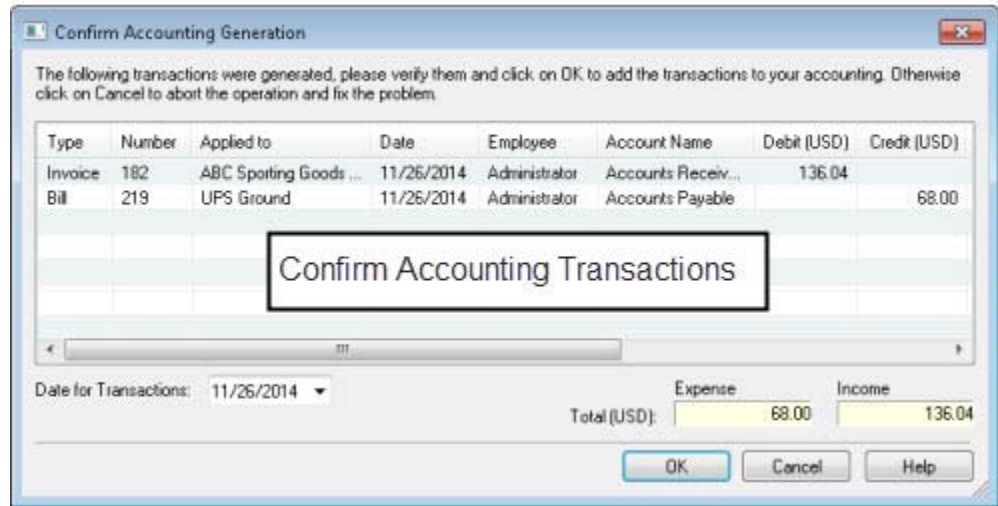 Confirm Accounting Generation
The following transactions were generated, please verify them and click on OK to add the transactions to your accounting. Otherwise
click on Cancel to abort the operation and fix the problem.
Type Number Applied to Date Employee Account Name Debit (USD) Credit (USD)
Invoice 182 ABC Sporting Goods ... 11/26/2014 Administrator Accounts Receiv... 136.04
Bill 219 UPS Ground 11/26/2014 Administrator Accounts Payable 68.00
Confirm Accounting Transactions
Date for Transactions: 11/26/2014
Expense Income
Total (USD): 68.00 136.04
OK Cancel Help